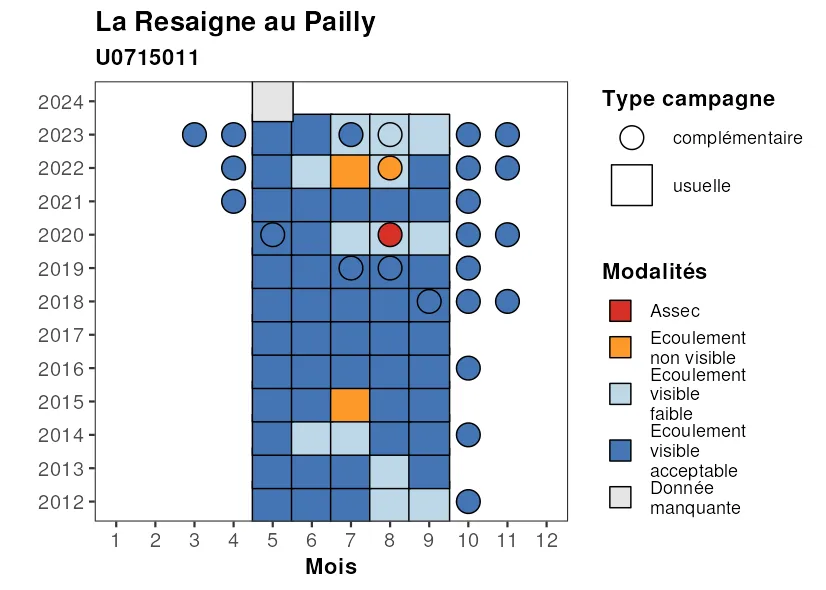 La Resaigne au Pailly
U0715011
2024
2023
2022
2021
2020
2019
2018
2017
2016
2015
2014
2013
2012
1 2 3 4 5 6 7 8 9 10 11 12
Mois
Type campagne
complémentaire
usuelle
Modalités
Assec
Ecoulement
non visible
Ecoulement
visible
faible
Ecoulement
visible
acceptable
Donnée
manquante